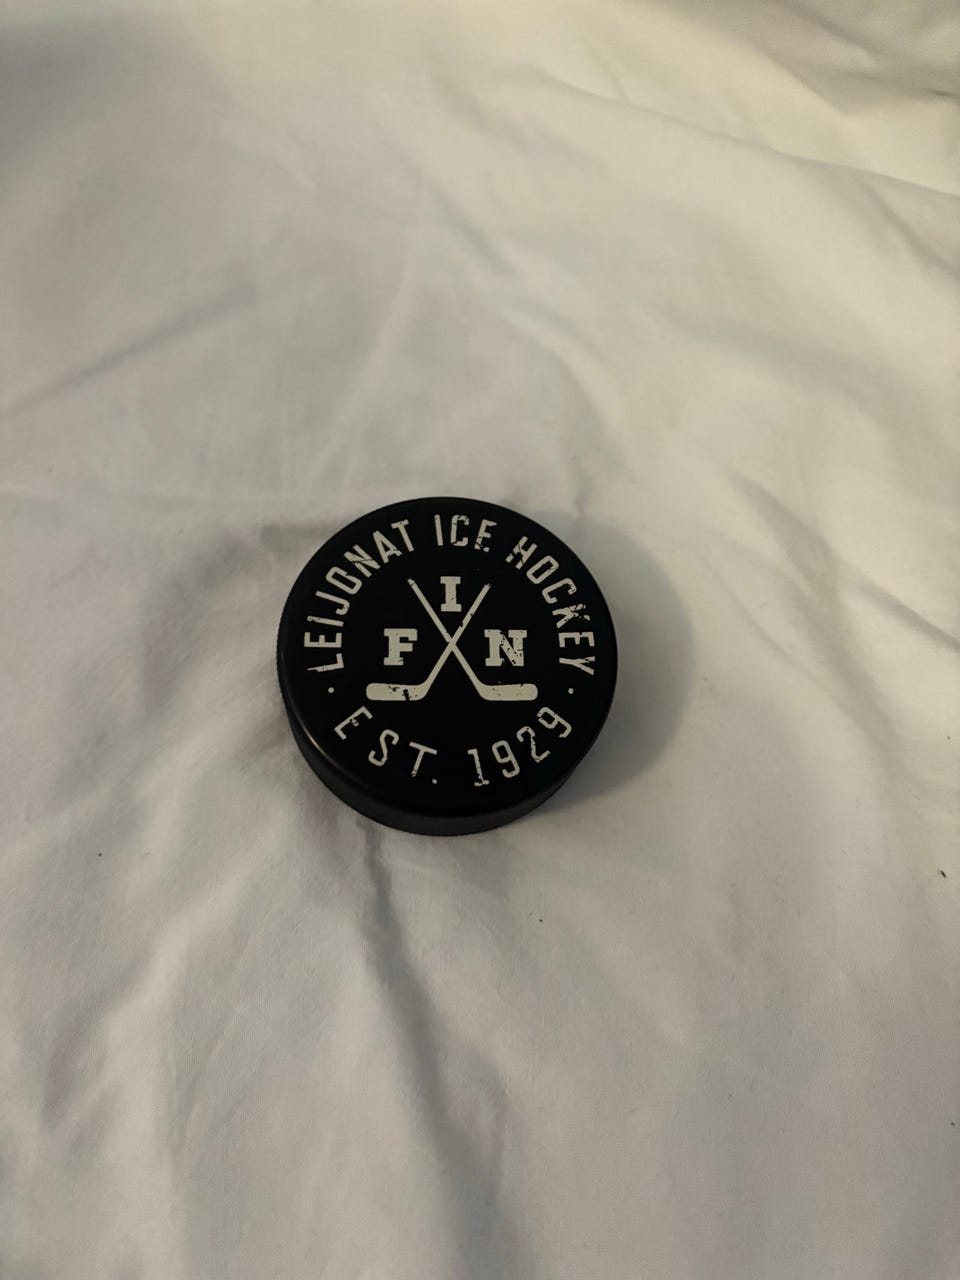 LEIJONAT ICE HOCKEY
I
F N
EST. 1929